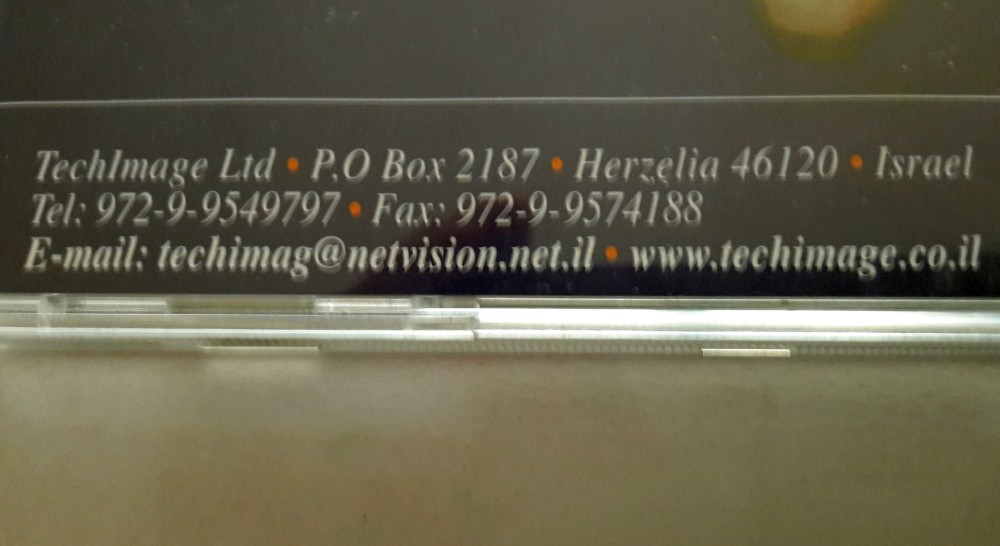 TechImage Ltd • P.O Box 2187 • Herzelia 46120 • Israel
Tel: 972-9-9549797 • Fax: 972-9-9574188
E-mail: techimag@netvision.net.il • www.techimage.co.il